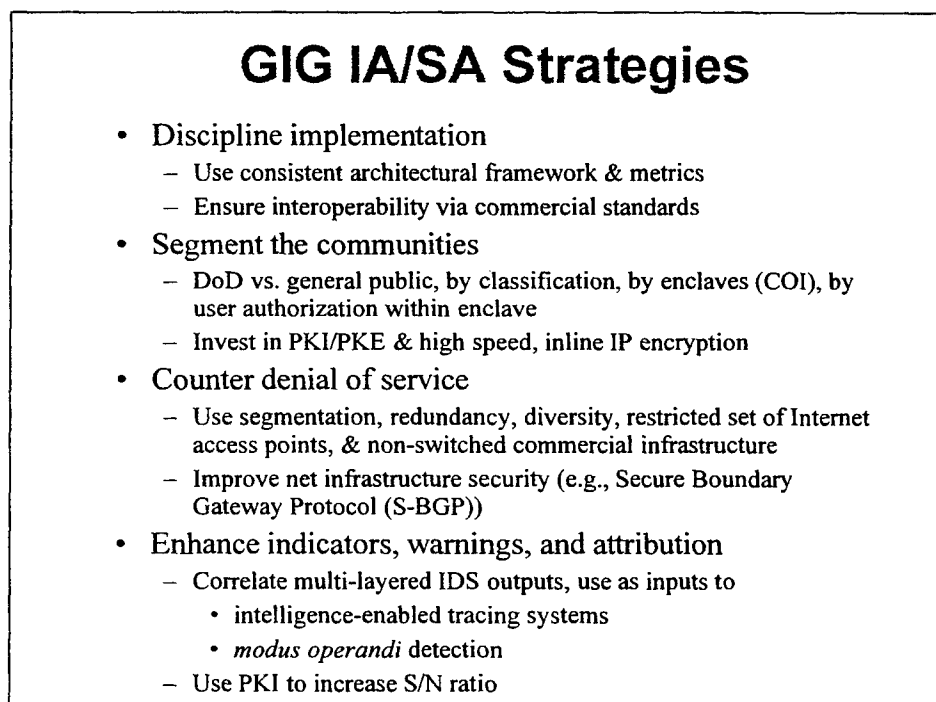 GIG IA/SA Strategies
• Discipline implementation
– Use consistent architectural framework & metrics
– Ensure interoperability via commercial standards
• Segment the communities
– DoD vs. general public, by classification, by enclaves (COI), by
user authorization within enclave
– Invest in PKI/PKE & high speed, inline IP encryption
• Counter denial of service
– Use segmentation, redundancy, diversity, restricted set of Internet
access points, & non-switched commercial infrastructure
– Improve net infrastructure security (e.g., Secure Boundary
Gateway Protocol (S-BGP))
• Enhance indicators, warnings, and attribution
– Correlate multi-layered IDS outputs, use as inputs to
• intelligence-enabled tracing systems
• modus operandi detection
– Use PKI to increase S/N ratio